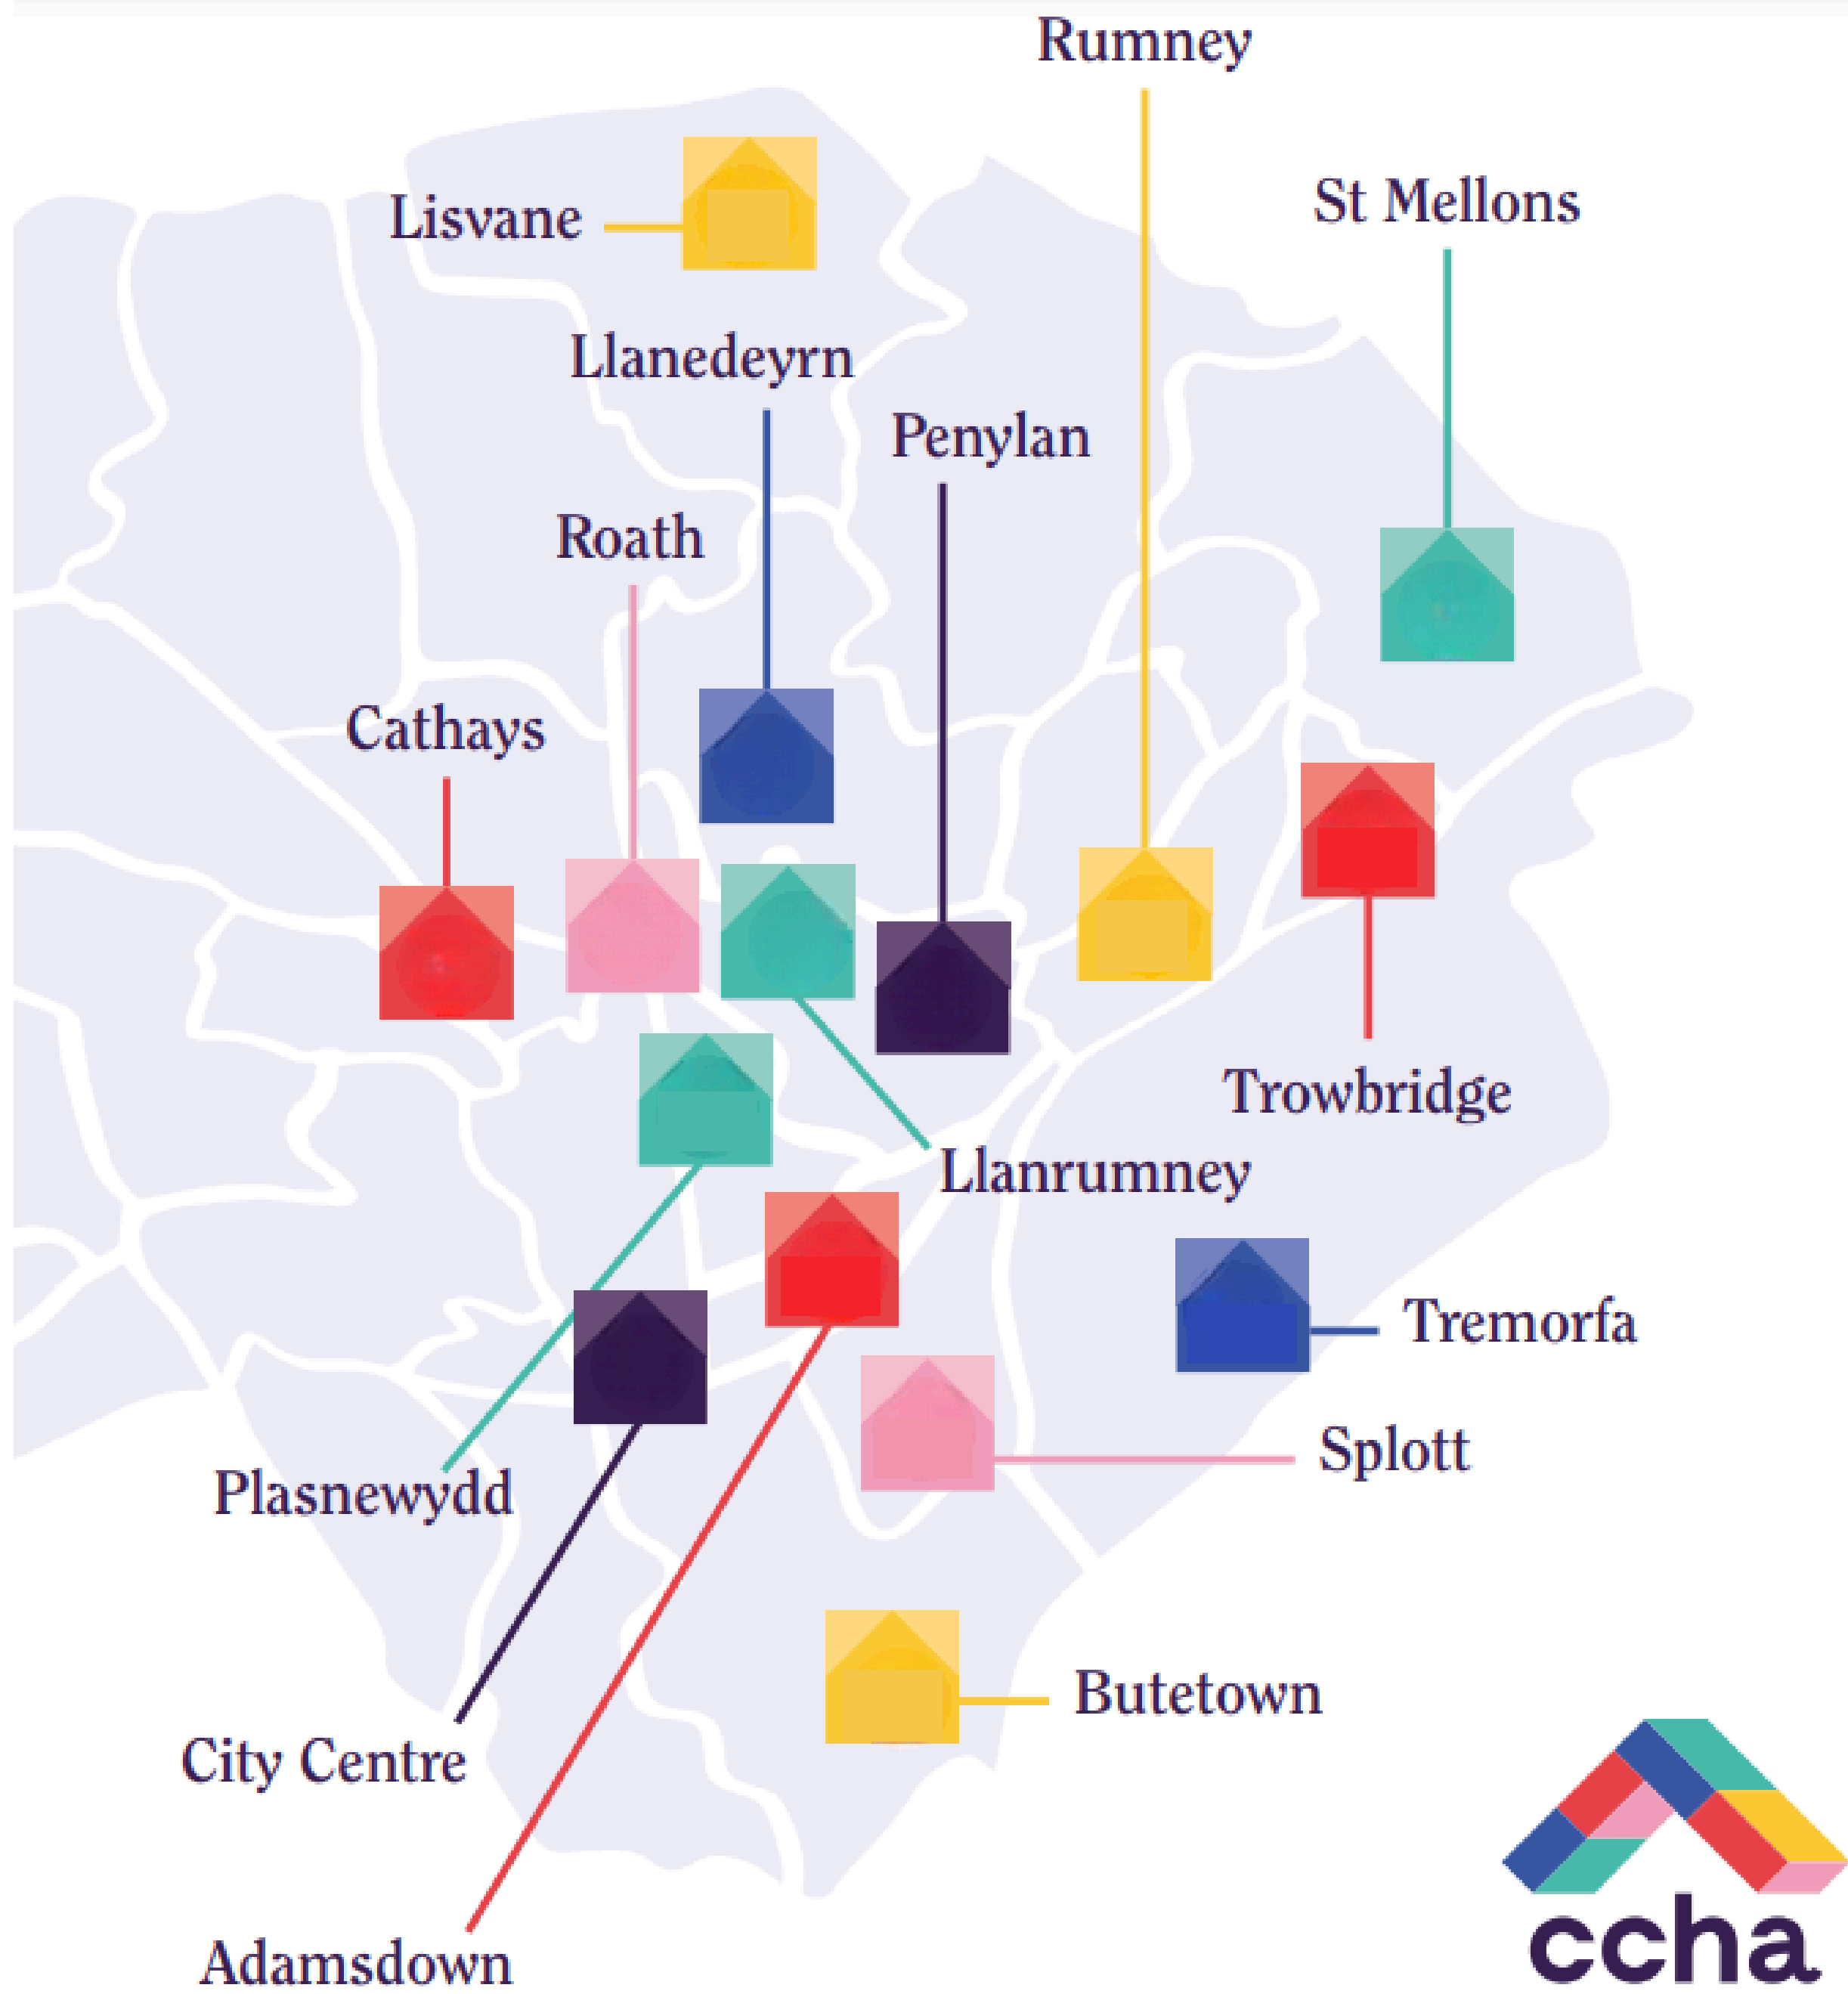 Rumney
St Mellons
Lisvane
Llanedeyrn
Penylan
Roath
Cathays
Trowbridge
Llanrumney
Tremorfa
Splott
Plasnewydd
Butetown
City Centre
Adamsdown
ccha